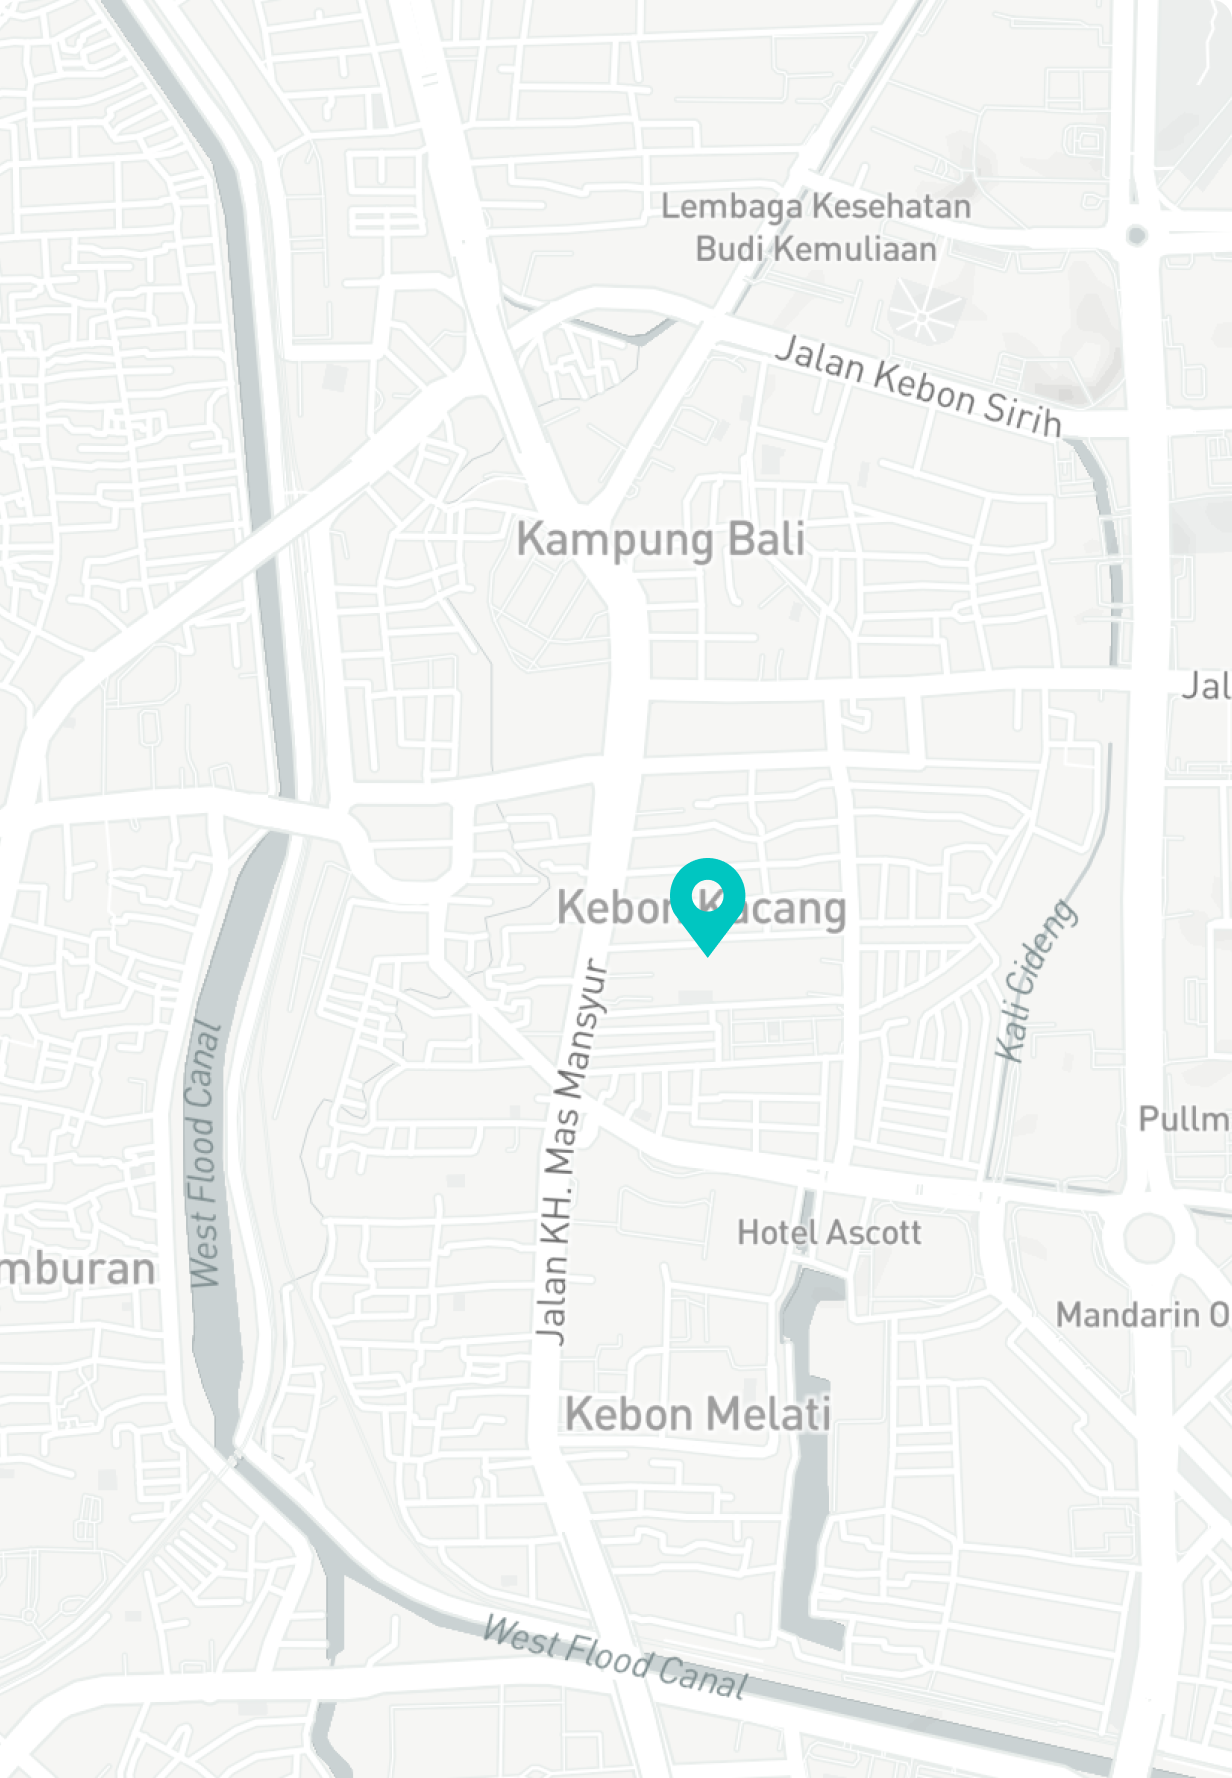 Lembaga Kesehatan
Budi Kemuliaan
Jalan Kebon Sirih
Kampung Bali
Jal
Kebon Kacang
Kali Cideng
Jalan KH. Mas Mansyur
West Flood Canal
Pullm
Hotel Ascott
mburan
Mandarin O
Kebon Melati
West Flood Canal